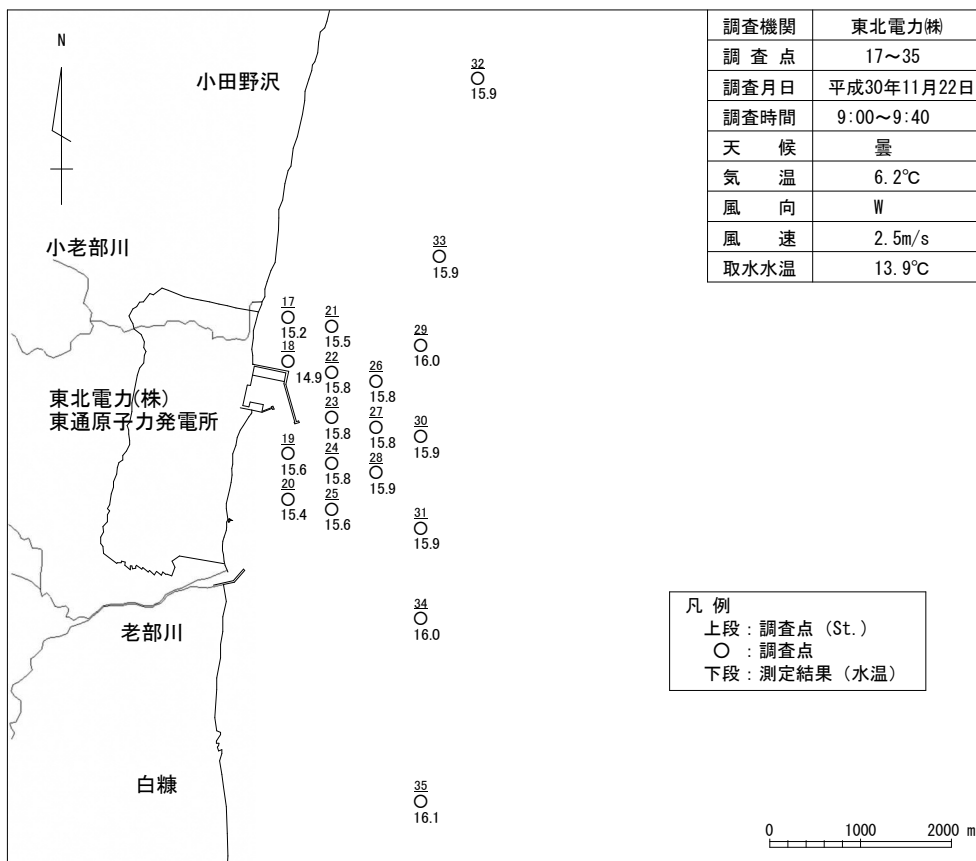 N
小田野沢
小老部川
東北電力(株)
東通原子力発電所
老部川
白糠
32
15.9
33
15.9
17
15.2
21
15.5
29
16.0
18
14.9
22
15.8
26
15.8
23
15.8
27
15.8
30
15.9
19
15.6
24
15.8
28
15.9
20
15.4
25
15.6
31
15.9
34
16.0
35
16.1
調査機関 東北電力㈱
調査点 17～35
調査月日 平成30年11月22日
調査時間 9:00～9:40
天候 曇
気温 6.2℃
風向 W
風速 2.5m/s
取水水温 13.9℃
凡例
上段：調査点（St.）
○：調査点
下段：測定結果（水温）
0 1000 2000 m